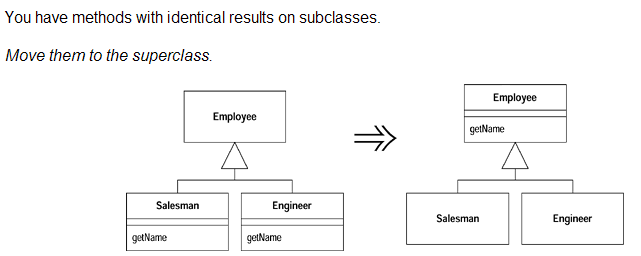 You have methods with identical results on subclasses.
Move them to the superclass.
Employee
Salesman
getName
Engineer
getName
Employee
getName
Salesman
Engineer